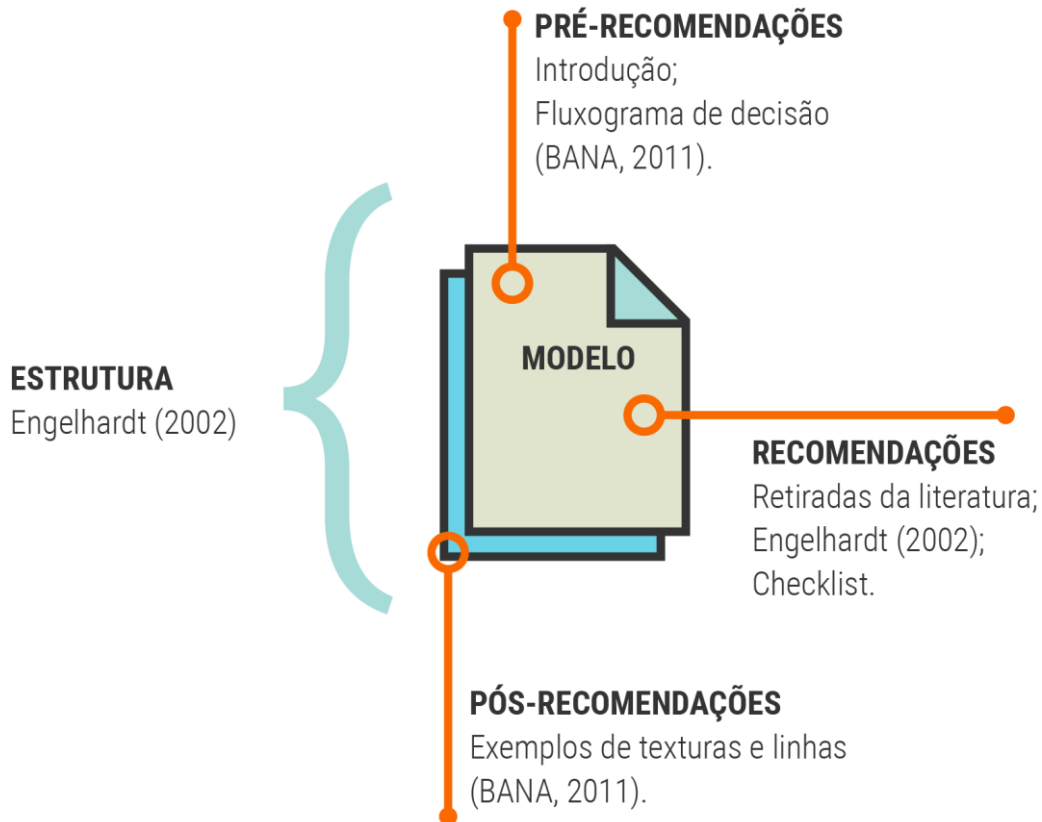 PRÉ-RECOMENDAÇÕES
Introdução;
Fluxograma de decisão
(BANA, 2011).
ESTRUTURA
Engelhardt (2002)
MODELO
RECOMENDAÇÕES
Retiradas da literatura;
Engelhardt (2002);
Checklist.
PÓS-RECOMENDAÇÕES
Exemplos de texturas e linhas
(BANA, 2011).